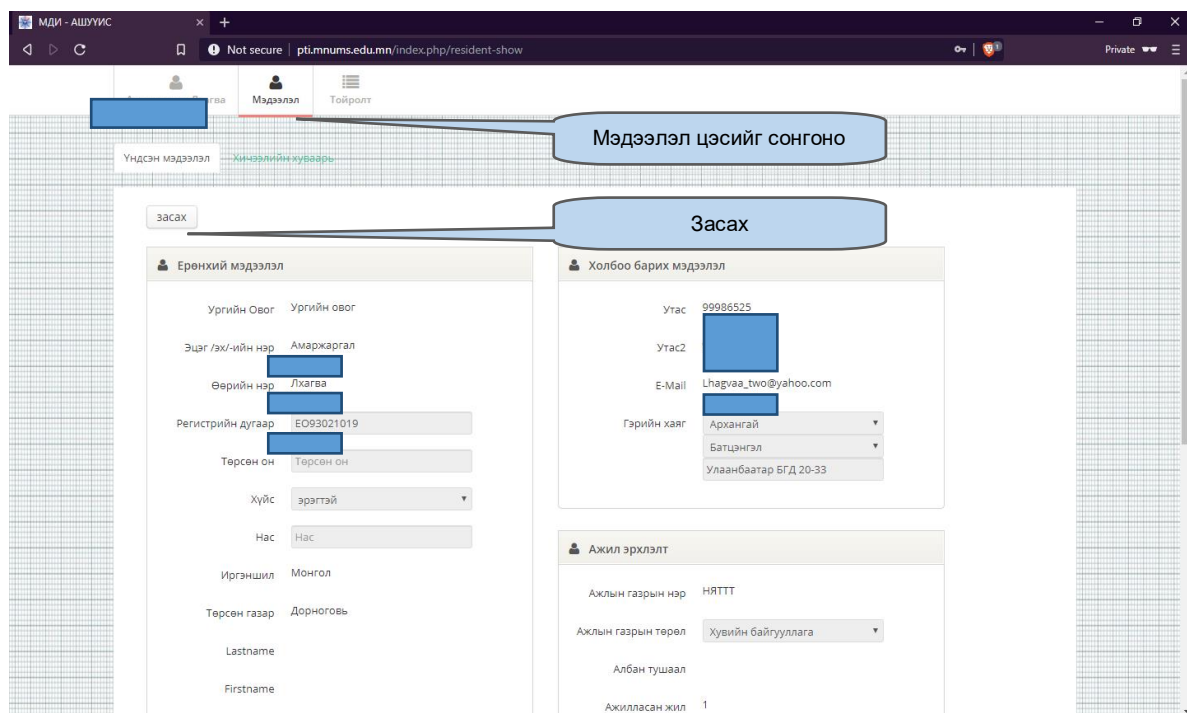 МДИ - АШУҮИС
Not secure | pti.mnums.edu.mn/index.php/resident-show
Private
Мэдээлэл
Тойролт
Мэдээлэл цэсийг сонгоно
Үндсэн мэдээлэл
Хичээлийн хуваарь
засах
Засах
Ерөнхий мэдээлэл
Ургийн Овог Ургийн овог
Эцэг /эх/-ийн нэр Амаржаргал
Өөрийн нэр Лхагва
Регистрийн дугаар ЕО93021019
Төрсөн он Төрсөн он
Хүйс эрэгтэй
Нас Нас
Иргэншил Монгол
Төрсөн газар Дорноговь
Lastname
Firstname
Холбоо барих мэдээлэл
Утас 99986525
Утас2
E-Mail Lhagvaa_two@yahoo.com
Гэрийн хаяг Архангай
Батцэнгэл
Улаанбаатар БГД 20-33
Ажил эрхлэлт
Ажлын газрын нэр НЯТТТ
Ажлын газрын төрөл Хувийн байгууллага
Албан тушаал
Ажилласан жил 1